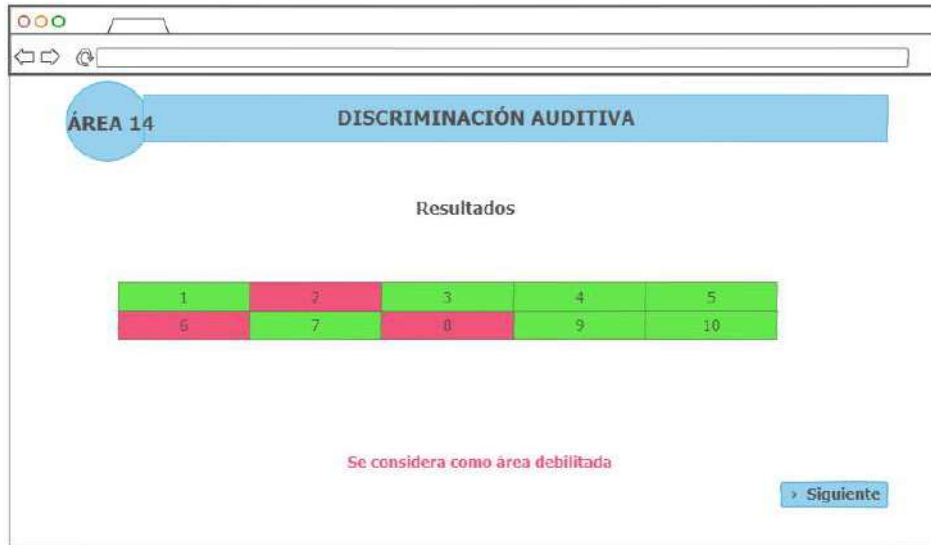 ÁREA 14
DISCRIMINACIÓN AUDITIVA
Resultados
1 2 3 4 5
6 7 8 9 10
Se considera como área debilitada
› Siguiente